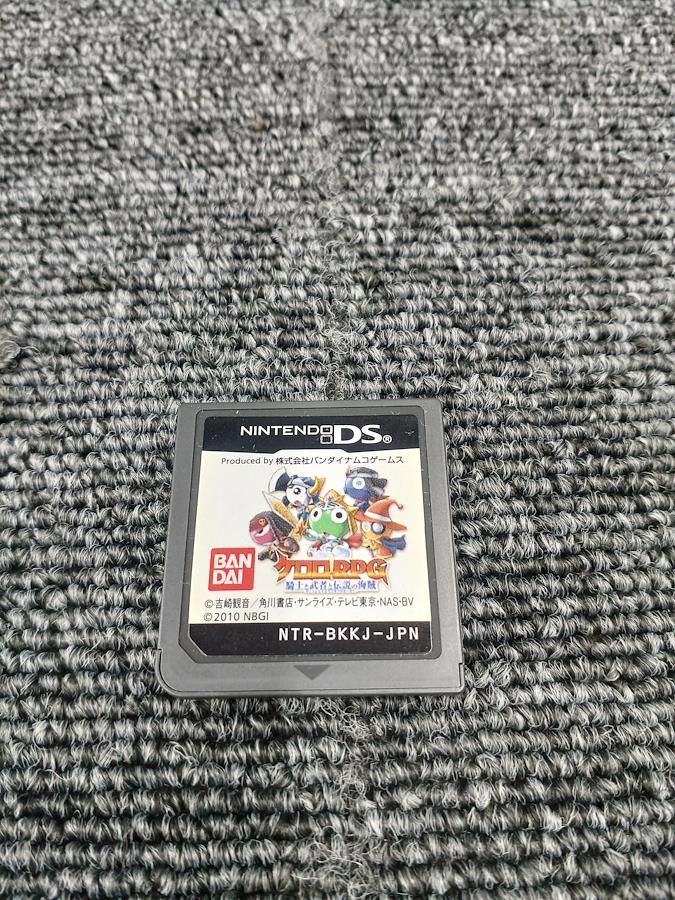 NINTENDO DS®
Produced by 株式会社バンダイナムコゲームス
BAN
DAI
ケロロRPG
騎士と武者と伝説の海賊
©吉崎観音/角川書店・サンライズ・テレビ東京・NAS・BV
©2010 NBGI
NTR-BKKJ-JPN